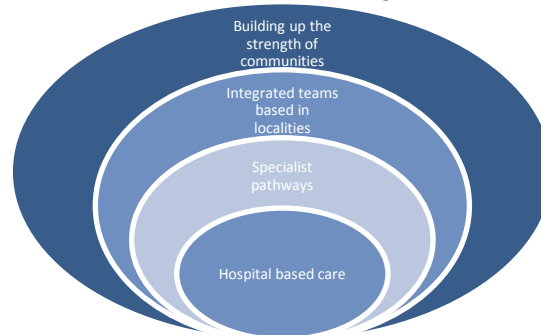 Building up the
strength of
communities
Integrated teams
based in
localities
Specialist
pathways
Hospital based care